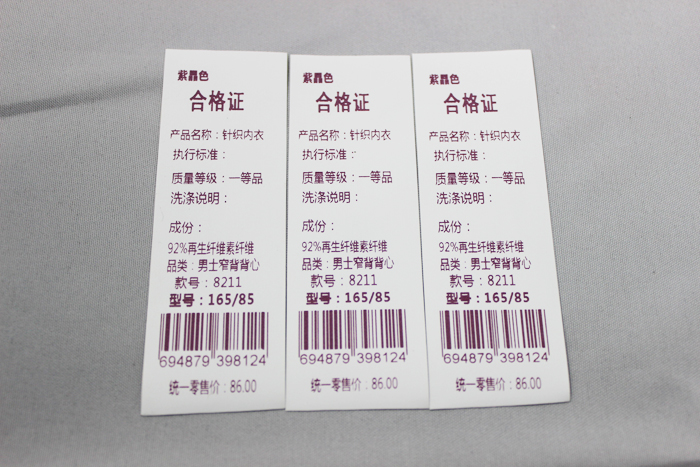 紫晶色
合格证
产品名称：针织内衣
执行标准：
质量等级：一等品
洗涤说明：
成份：
92%再生纤维素纤维
品类：男士窄背背心
款号：8211
型号：165/85
694879 398124
统一零售价：86.00
紫晶色
合格证
产品名称：针织内衣
执行标准：
质量等级：一等品
洗涤说明：
成份：
92%再生纤维素纤维
品类：男士窄背背心
款号：8211
型号：165/85
694879 398124
统一零售价：86.00
紫晶色
合格证
产品名称：针织内衣
执行标准：
质量等级：一等品
洗涤说明：
成份：
92%再生纤维素纤维
品类：男士窄背背心
款号：8211
型号：165/85
694879 398124
统一零售价：86.00